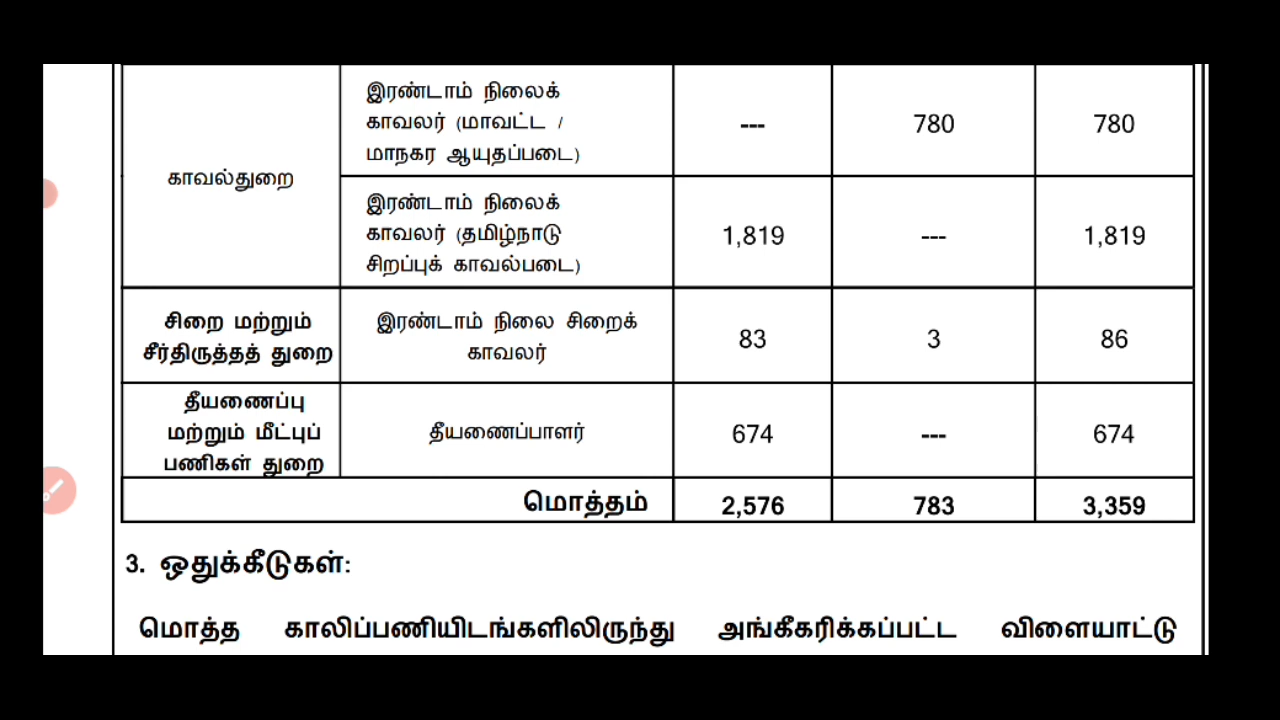 இரண்டாம் நிலைக்
காவலர் (மாவட்ட /
மாநகர ஆயுதப்படை)
--- 780 780
காவல்துறை
இரண்டாம் நிலைக்
காவலர் (தமிழ்நாடு
சிறப்புக் காவல்படை)
1,819 --- 1,819
சிறை மற்றும்
சீர்திருத்தத் துறை
இரண்டாம் நிலை சிறைக்
காவலர்
83 3 86
தீயணைப்பு
மற்றும் மீட்புப்
பணிகள் துறை
தீயணைப்பாளர்
674 --- 674
மொத்தம் 2,576 783 3,359
3. ஒதுக்கீடுகள்:
மொத்த காலிப்பணியிடங்களிலிருந்து அங்கீகரிக்கப்பட்ட விளையாட்டு